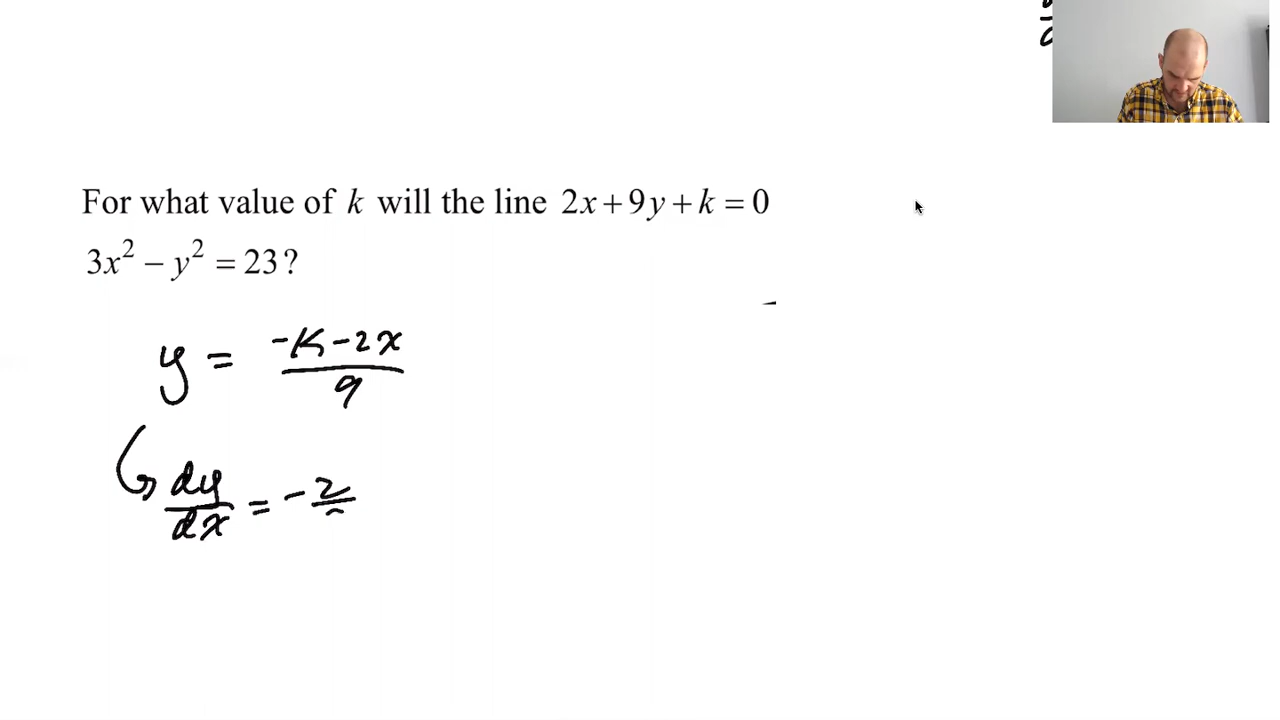 For what value of k will the line 2x + 9y + k = 0
3x² − y² = 23?
y = (-K-2x)/9
dy/dx = -2/